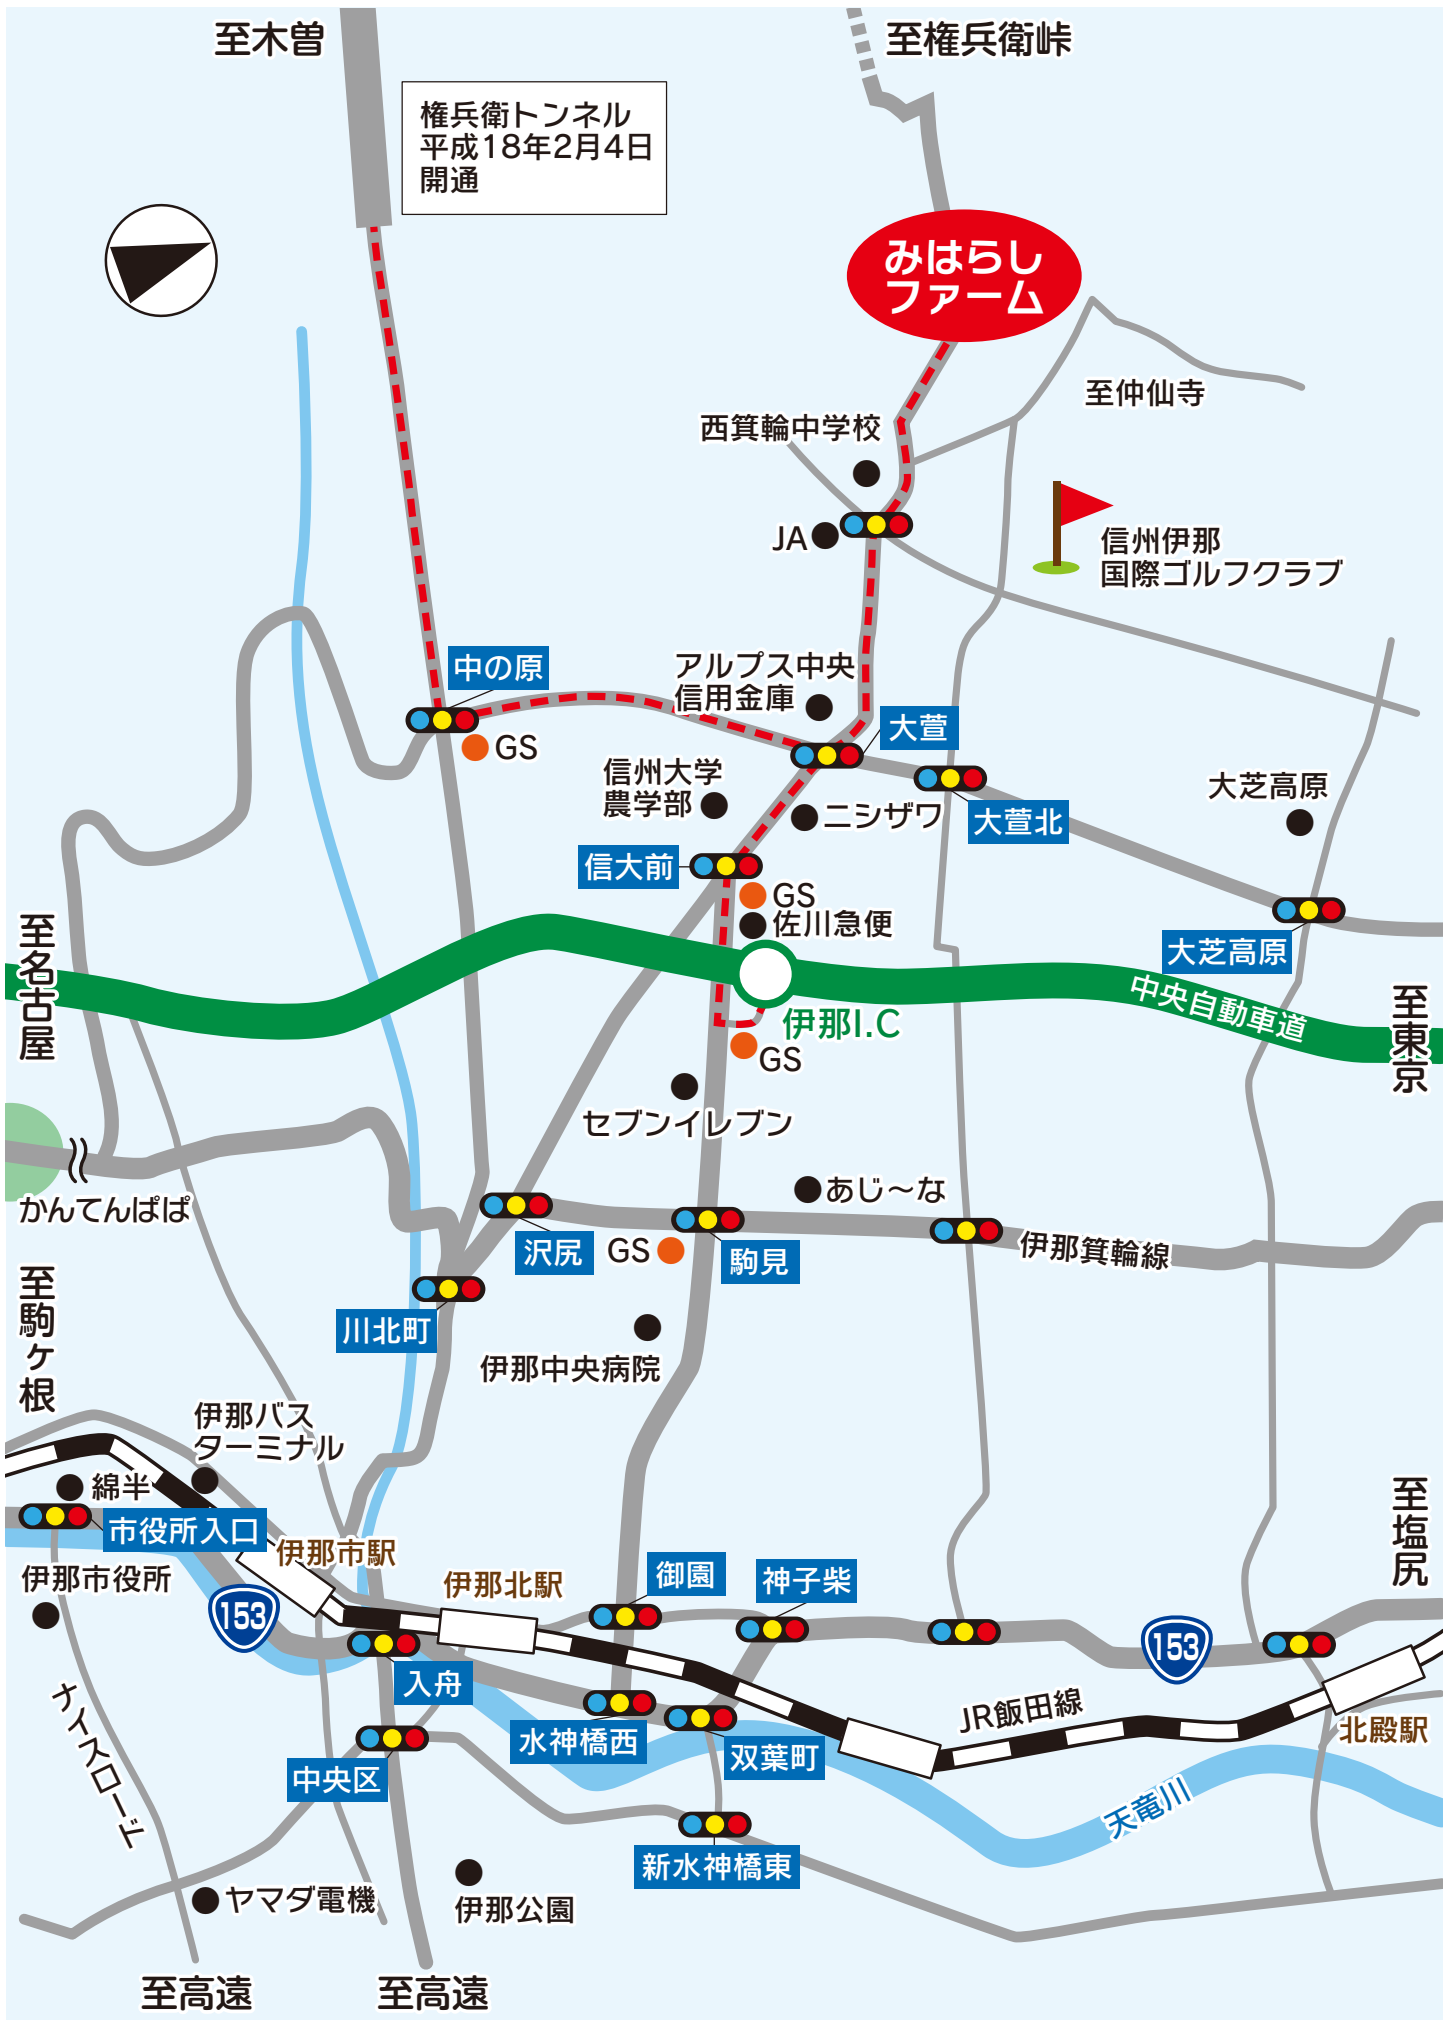 至木曽
至権兵衛峠
権兵衛トンネル
平成18年2月4日
開通
みはらし
ファーム
至仲仙寺
西箕輪中学校
JA
信州伊那
国際ゴルフクラブ
中の原
GS
アルプス中央
信用金庫
大萱
信州大学
農学部
ニシザワ
大萱北
大芝高原
信大前
GS
佐川急便
大芝高原
至名古屋
中央自動車道
至東京
伊那I.C
GS
セブンイレブン
かんてんぱぱ
あじ～な
沢尻
GS
駒見
伊那箕輪線
川北町
至駒ヶ根
伊那中央病院
伊那バス
ターミナル
綿半
市役所入口
伊那市駅
伊那市役所
153
伊那北駅
御園
神子柴
至塩尻
153
入舟
水神橋西
双葉町
JR飯田線
北殿駅
ナイスロード
中央区
天竜川
新水神橋東
ヤマダ電機
伊那公園
至高遠
至高遠